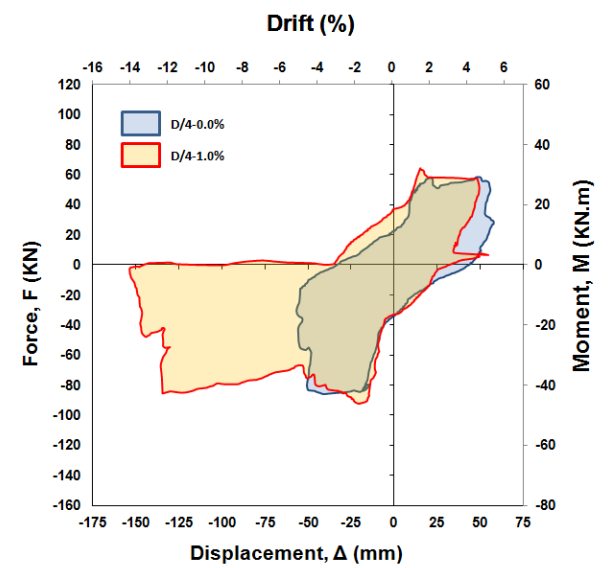 Drift (%)
-16 -14 -12 -10 -8 -6 -4 -2 0 2 4 6
120 60
100
80 40
60
40 20
20
0 0
-20
-40 -20
-60
-80 -40
-100
-120 -60
-140
-160 -80
D/4-0.0%
D/4-1.0%
Force, F (KN)
Moment, M (KN.m)
-175 -150 -125 -100 -75 -50 -25 0 25 50 75
Displacement, Δ (mm)